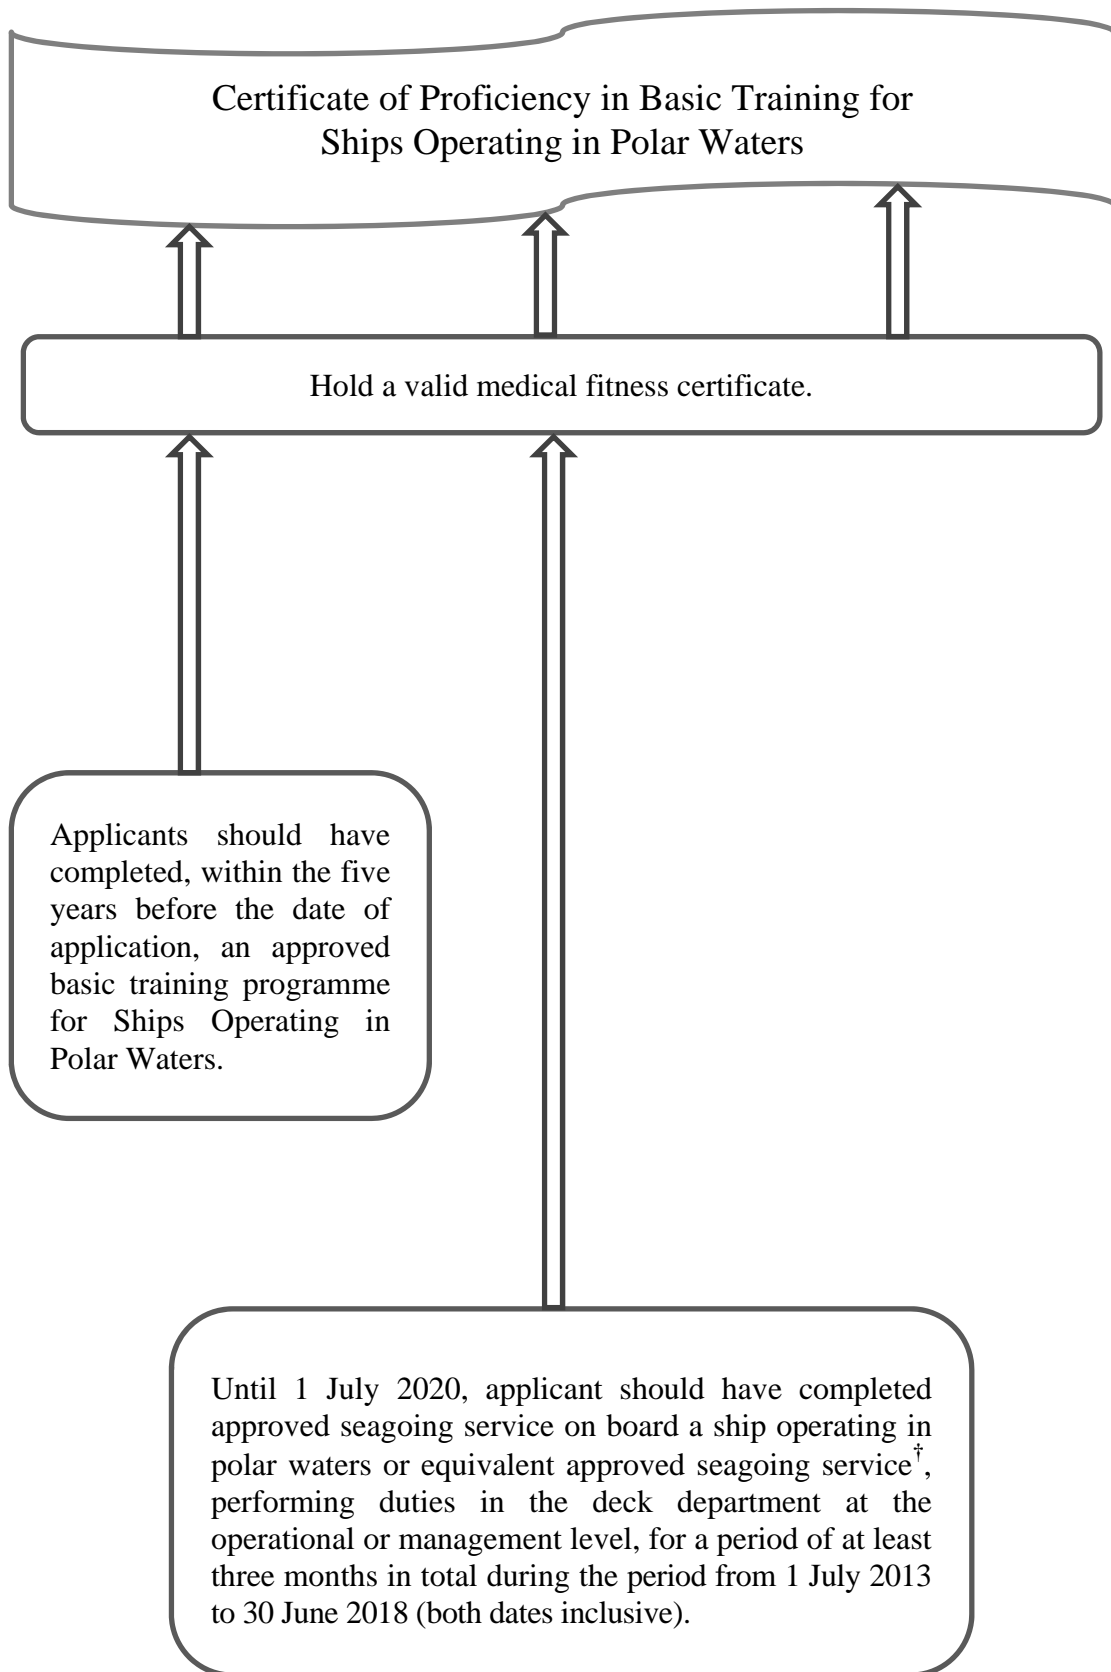 Certificate of Proficiency in Basic Training for
Ships Operating in Polar Waters
Hold a valid medical fitness certificate.
Applicants should have
completed, within the five
years before the date of
application, an approved
basic training programme
for Ships Operating in
Polar Waters.
Until 1 July 2020, applicant should have completed
approved seagoing service on board a ship operating in
polar waters or equivalent approved seagoing service†,
performing duties in the deck department at the
operational or management level, for a period of at least
three months in total during the period from 1 July 2013
to 30 June 2018 (both dates inclusive).